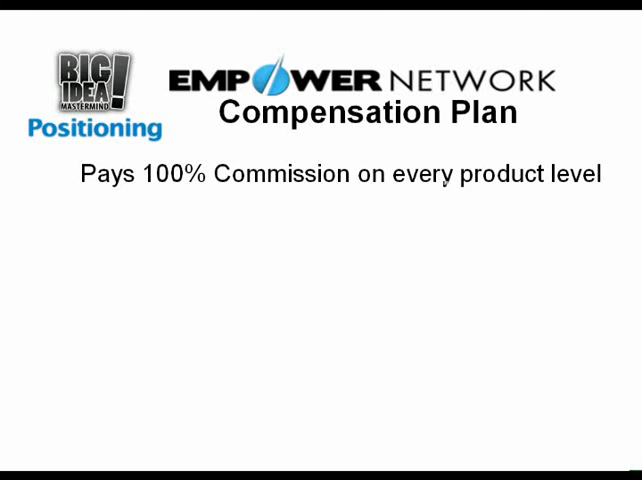 BIG
IDEA!
MASTERMIND
Positioning
EMPOWER NETWORK
Compensation Plan
Pays 100% Commission on every product level